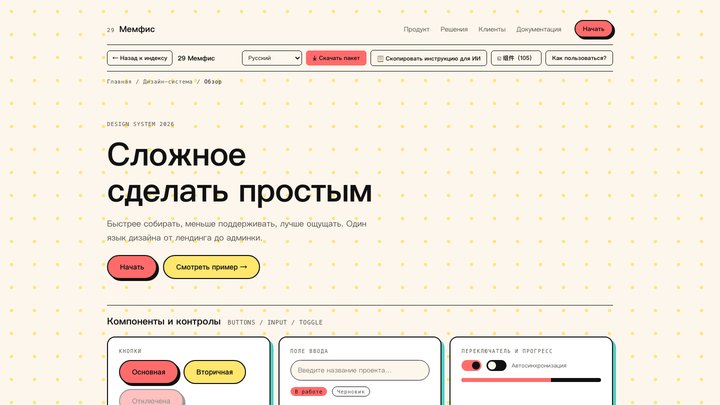 29 Мемфис
Продукт Решения Клиенты Документация Начать
← Назад к индексу 29 Мемфис Русский Скачать пакет Скопировать инструкцию для ИИ 组件 (105) Как пользоваться?
Главная / Дизайн-система / Обзор
DESIGN SYSTEM 2026
Сложное
сделать простым
Быстрее собирать, меньше поддерживать, лучше ощущать. Один
язык дизайна от лендинга до админки.
Начать Смотреть пример →
Компоненты и контролы BUTTONS / INPUT / TOGGLE
КНОПКИ
Основная Вторичная
Отключена
ПОЛЕ ВВОДА
Введите название проекта...
В работе Черновик
ПЕРЕКЛЮЧАТЕЛЬ И ПРОГРЕСС
Автосинхронизация